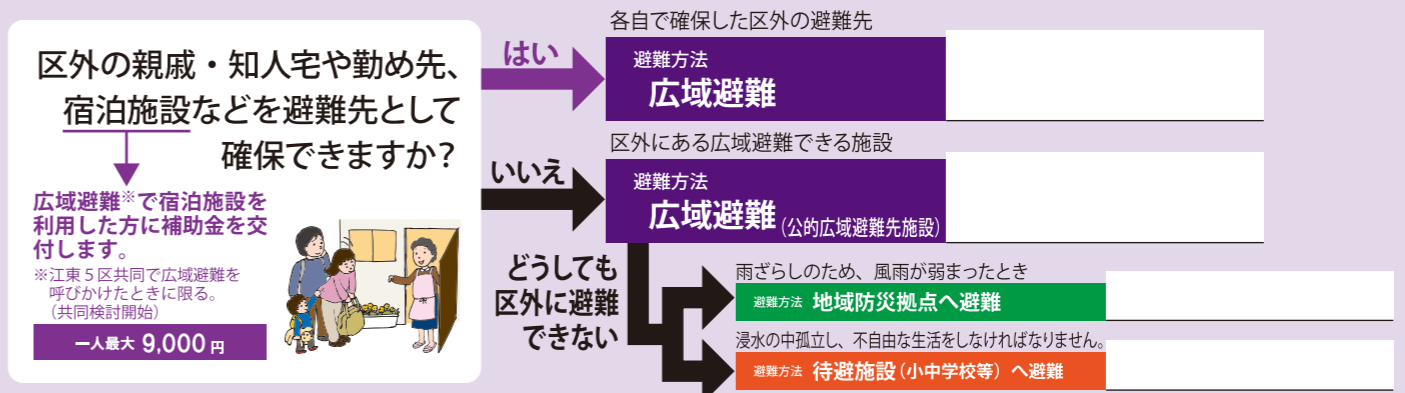 区外の親戚・知人宅や勤め先、
宿泊施設などを避難先として
確保できますか?
広域避難※で宿泊施設を
利用した方に補助金を交
付します。
※江東5区共同で広域避難を
呼びかけたときに限る。
（共同検討開始）
一人最大 9,000 円
はい
各自で確保した区外の避難先
避難方法
広域避難
いいえ
区外にある広域避難できる施設
避難方法
広域避難（公的広域避難先施設）
どうしても
区外に避難
できない
雨ざらしのため、風雨が弱まったとき
避難方法 地域防災拠点へ避難
浸水の中孤立し、不自由な生活をしなければなりません。
避難方法 待避施設（小中学校等）へ避難